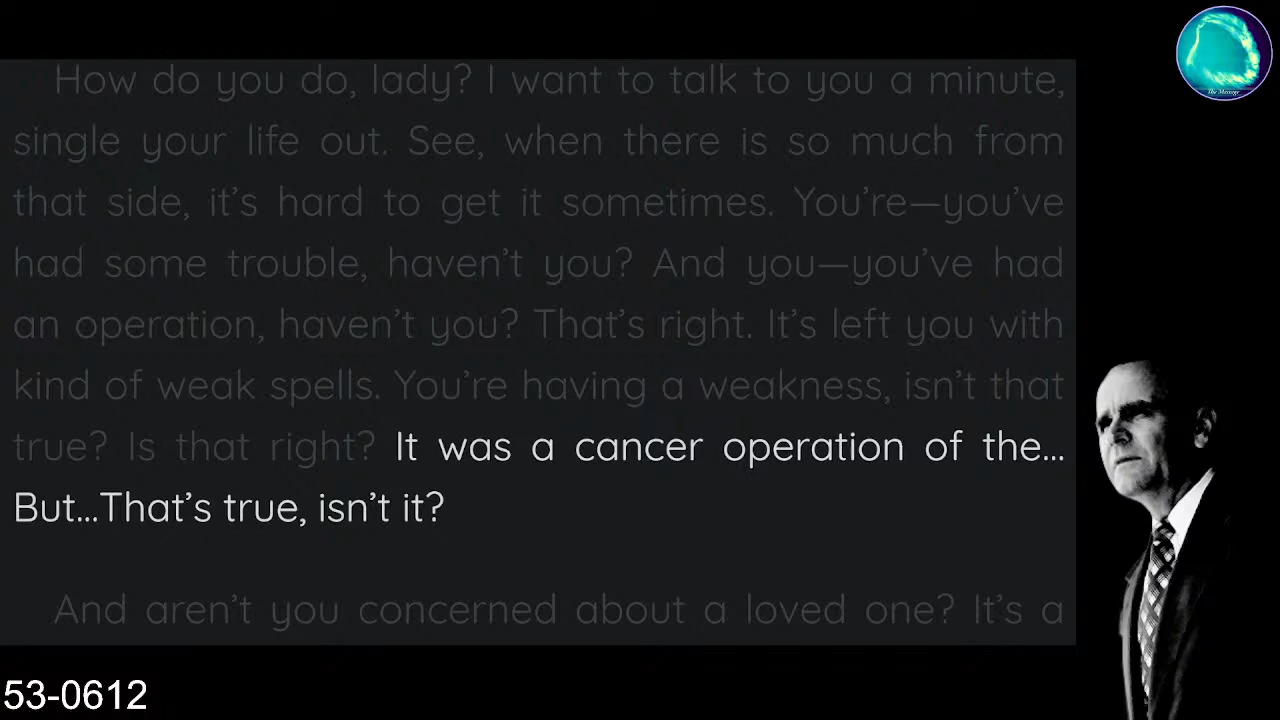 The Message
How do you do, lady? I want to talk to you a minute,
single your life out. See, when there is so much from
that side, it's hard to get it sometimes. You're—you've
had some trouble, haven't you? And you—you've had
an operation, haven't you? That's right. It's left you with
kind of weak spells. You're having a weakness, isn't that
true? Is that right? It was a cancer operation of the...
But...That's true, isn't it?
And aren't you concerned about a loved one? It's a
53-0612